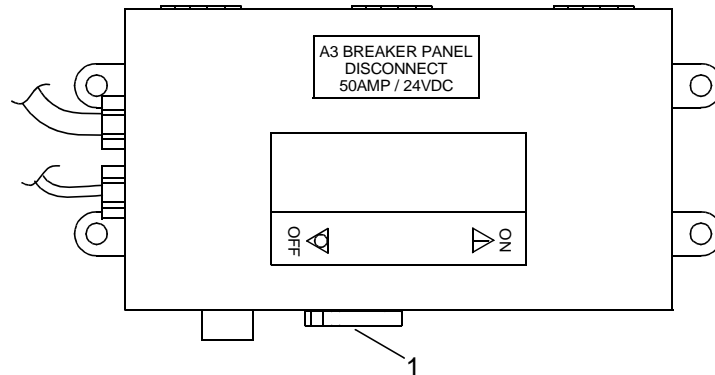 A3 BREAKER PANEL
DISCONNECT
50AMP / 24VDC
OFF
ON
1